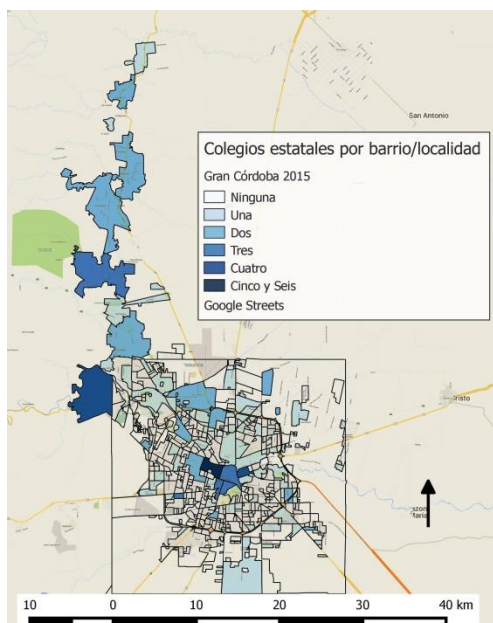 San Antonio
Colegios estatales por barrio/localidad
Gran Córdoba 2015
Ninguna
Una
Dos
Tres
Cuatro
Cinco y Seis
Google Streets
10 0 10 20 30 40 km